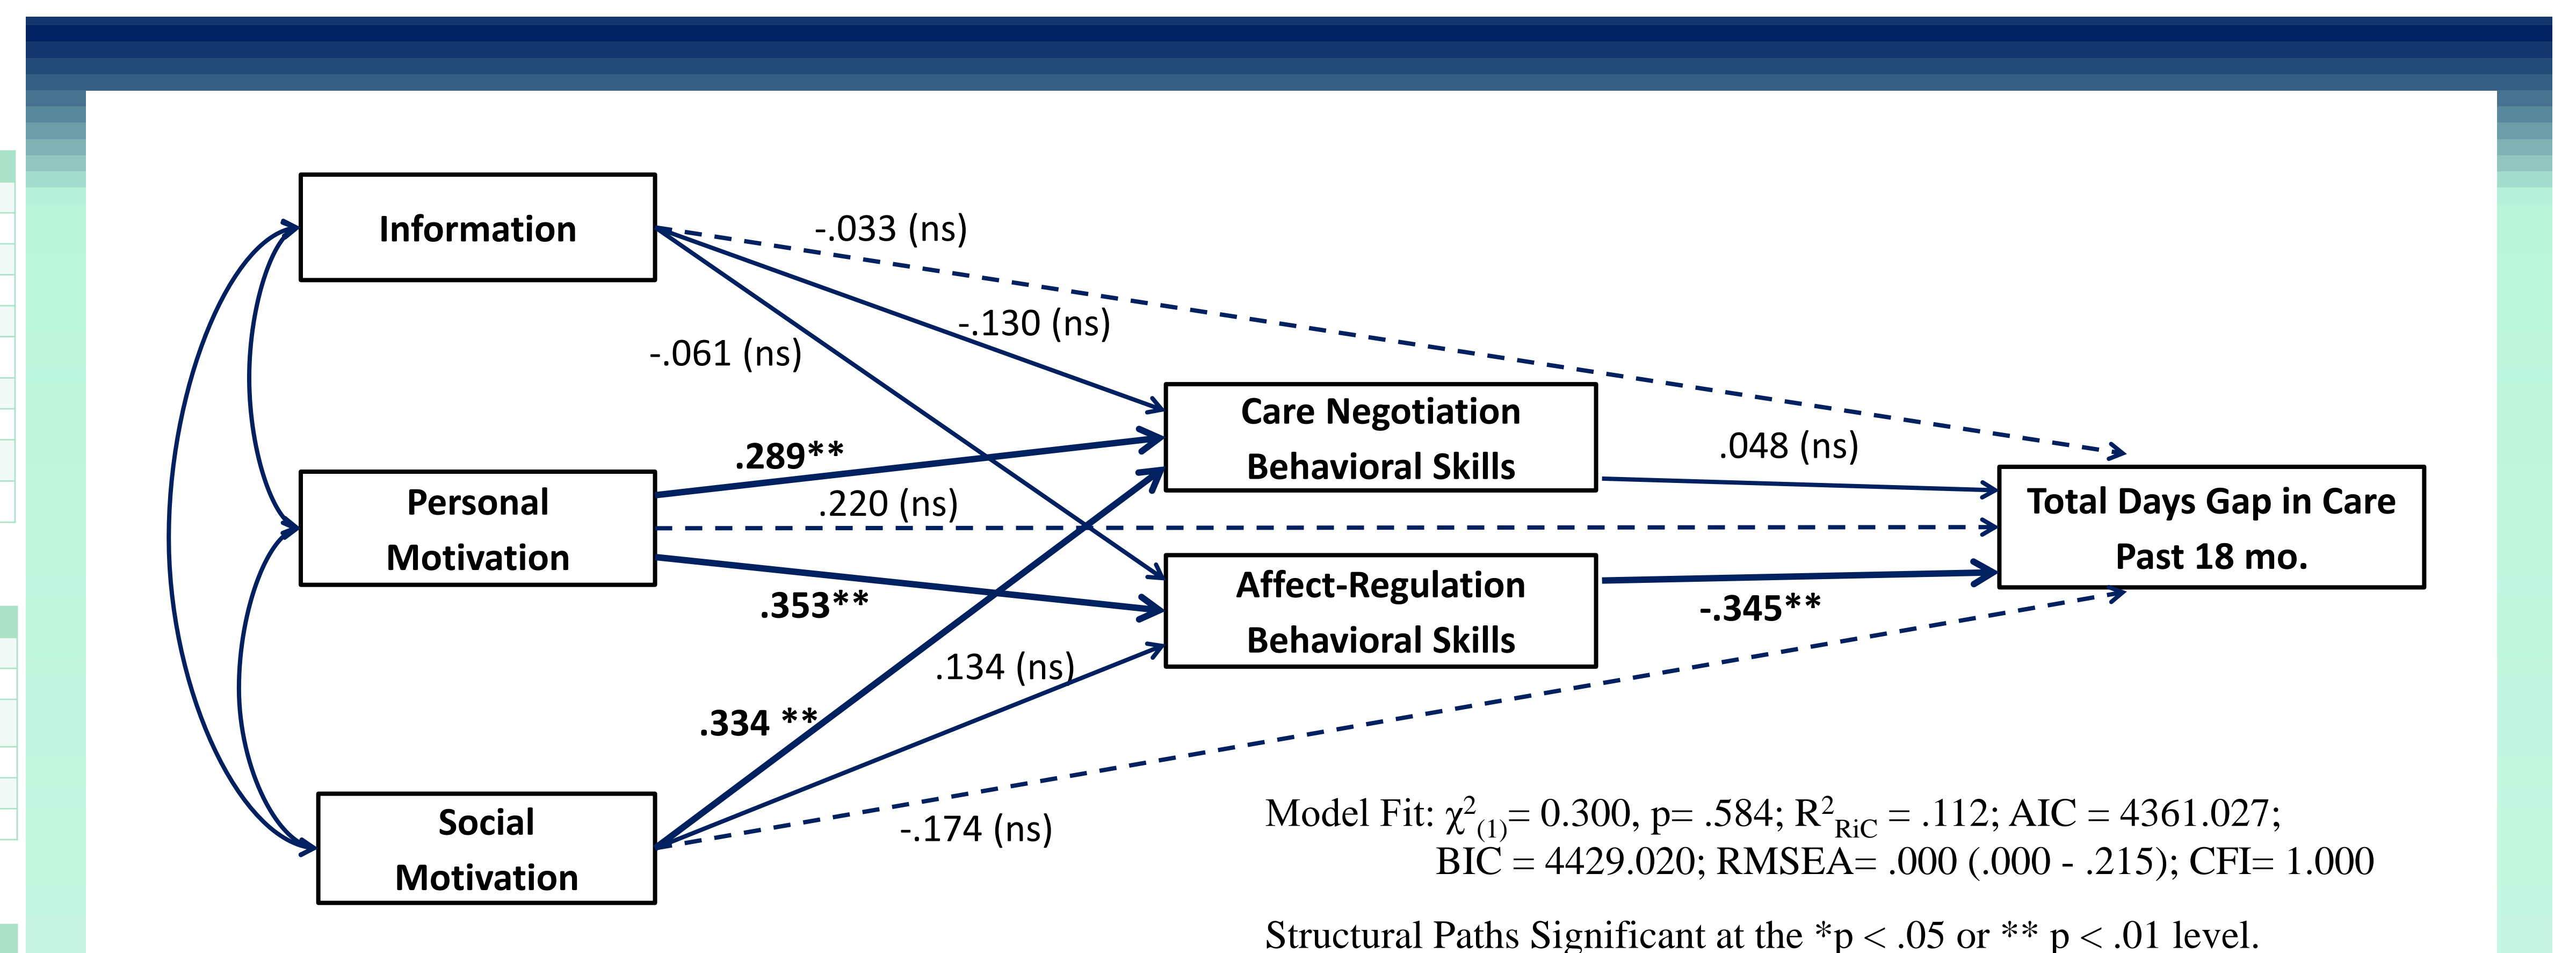 Information
-.033 (ns)
-.130 (ns)
-.061 (ns)
Care Negotiation
Behavioral Skills
.289**
.048 (ns)
Personal
Motivation
.220 (ns)
Total Days Gap in Care
Past 18 mo.
.353**
Affect-Regulation
Behavioral Skills
-.345**
.134 (ns)
.334 **
Social
Motivation
-.174 (ns)
Model Fit: χ²₍₁₎= 0.300, p= .584; R²RiC = .112; AIC = 4361.027;
BIC = 4429.020; RMSEA= .000 (.000 - .215); CFI= 1.000
Structural Paths Significant at the *p < .05 or ** p < .01 level.